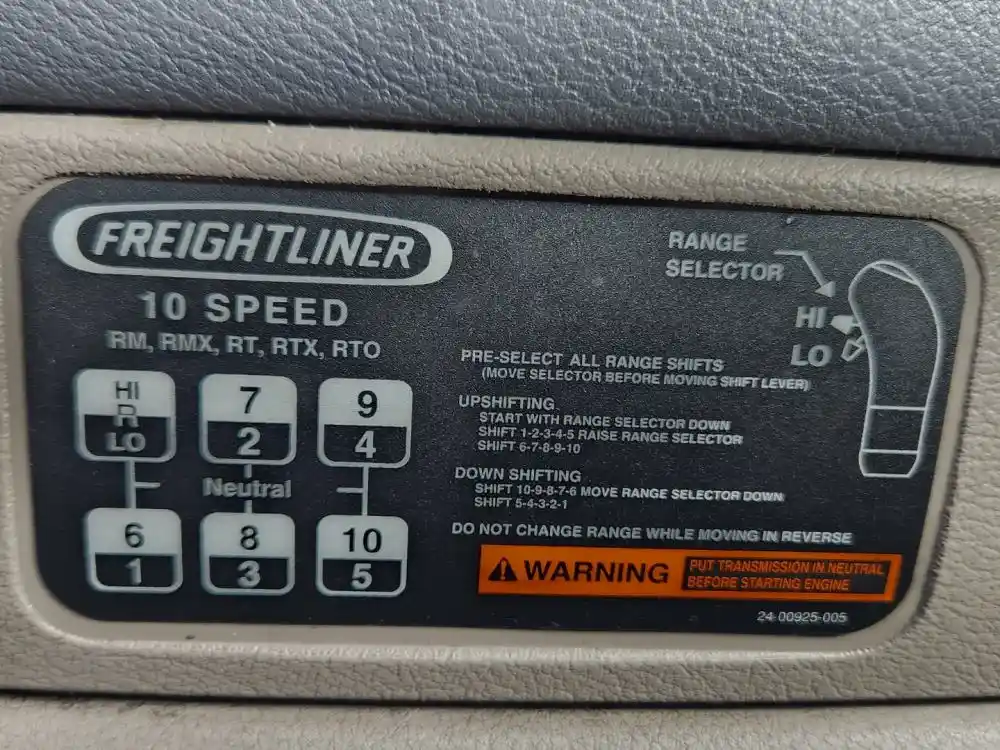 FREIGHTLINER
10 SPEED
RM, RMX, RT, RTX, RTO
HI
R
LO
7
2
9
4
Neutral
6
1
8
3
10
5
RANGE
SELECTOR
HI
LO
PRE-SELECT ALL RANGE SHIFTS
(MOVE SELECTOR BEFORE MOVING SHIFT LEVER)
UPSHIFTING
START WITH RANGE SELECTOR DOWN
SHIFT 1-2-3-4-5 RAISE RANGE SELECTOR
SHIFT 6-7-8-9-10
DOWN SHIFTING
SHIFT 10-9-8-7-6 MOVE RANGE SELECTOR DOWN
SHIFT 5-4-3-2-1
DO NOT CHANGE RANGE WHILE MOVING IN REVERSE
WARNING
PUT TRANSMISSION IN NEUTRAL
BEFORE STARTING ENGINE
24-00925-005